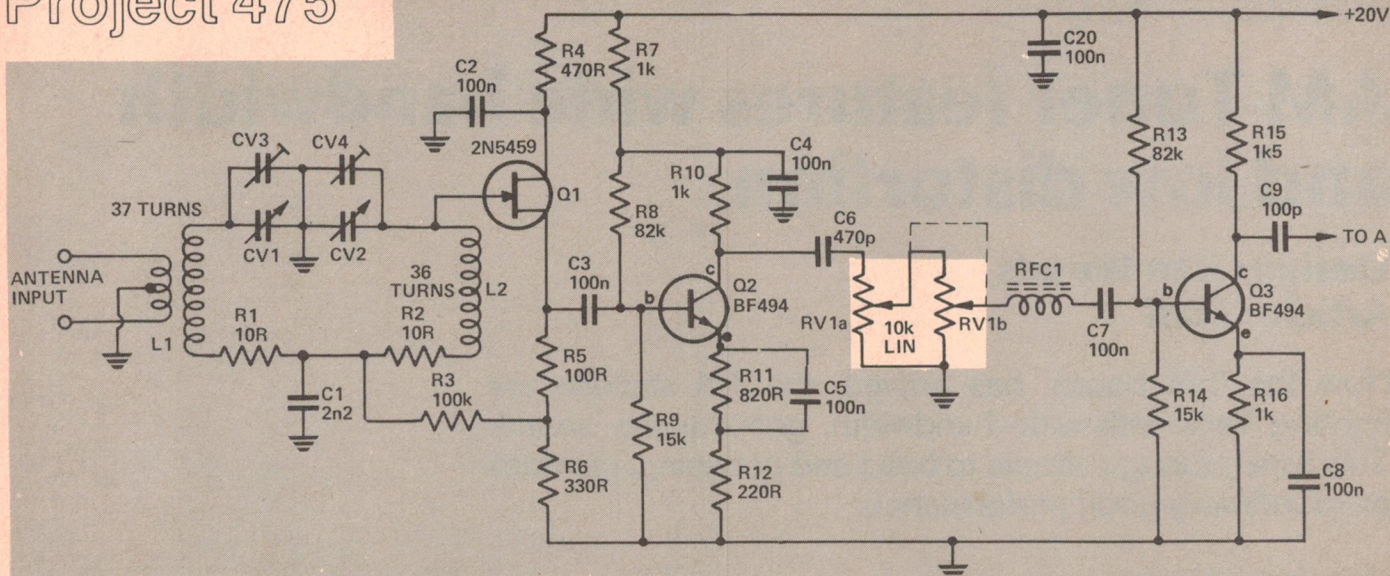 Project 475
+20V
R4
470R
R7
1k
C20
100n
C2
100n
R13
82k
R15
1k5
CV3
CV4
2N5459
C4
100n
R10
1k
Q1
C9
100p
37 TURNS
R8
82k
C6
470p
TO A
CV1
CV2
ANTENNA
INPUT
36
TURNS
L2
C3
100n
c
Q2
BF494
b
e
RFC1
c
Q3
BF494
b
e
RV1a
10k
LIN
RV1b
R1
10R
R2
10R
L1
C7
100n
R5
100R
R11
820R
C5
100n
R3
100k
C1
2n2
R9
15k
R14
15k
R16
1k
R6
330R
R12
220R
C8
100n